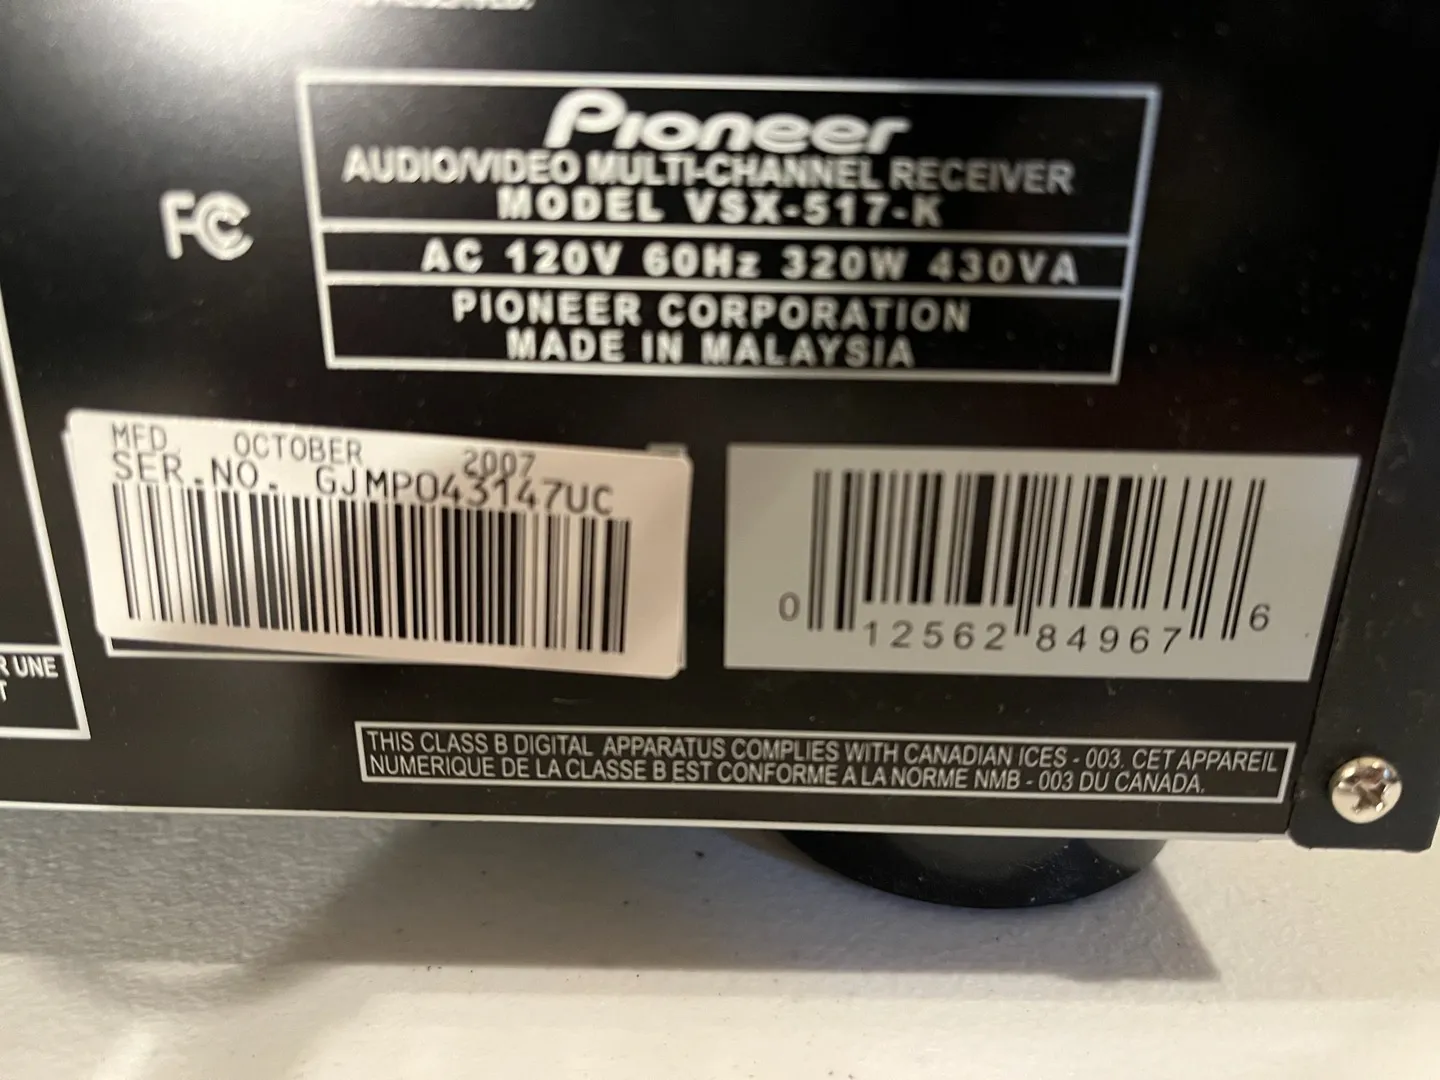 Pioneer
AUDIO/VIDEO MULTI-CHANNEL RECEIVER
MODEL VSX-517-K
FC
AC 120V 60Hz 320W 430VA
PIONEER CORPORATION
MADE IN MALAYSIA
MFD. OCTOBER 2007
SER.NO. GJMP043147UC
0 12562 84967 6
R UNE
T
THIS CLASS B DIGITAL APPARATUS COMPLIES WITH CANADIAN ICES - 003. CET APPAREIL
NUMERIQUE DE LA CLASSE B EST CONFORME A LA NORME NMB - 003 DU CANADA.